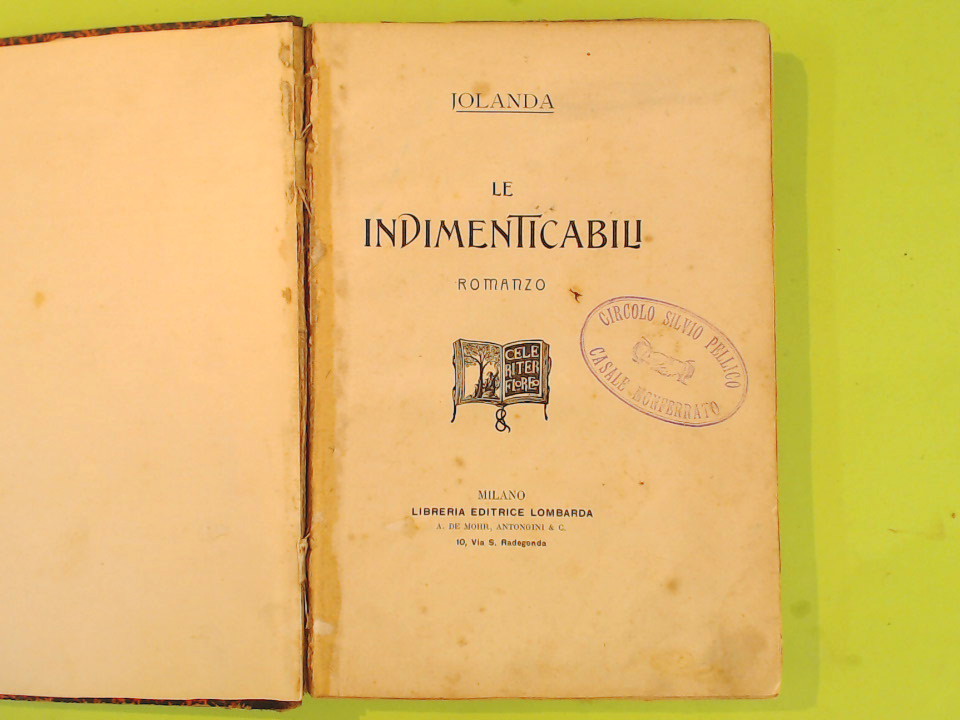 JOLANDA
LE
INDIMENTICABILI
ROMANZO
CELE
RITER
FLOREO
CIRCOLO SILVIO PELLICO
CASALE MONFERRATO
MILANO
LIBRERIA EDITRICE LOMBARDA
A. DE MOHR, ANTONGINI & C.
10, Via S. Radegonda